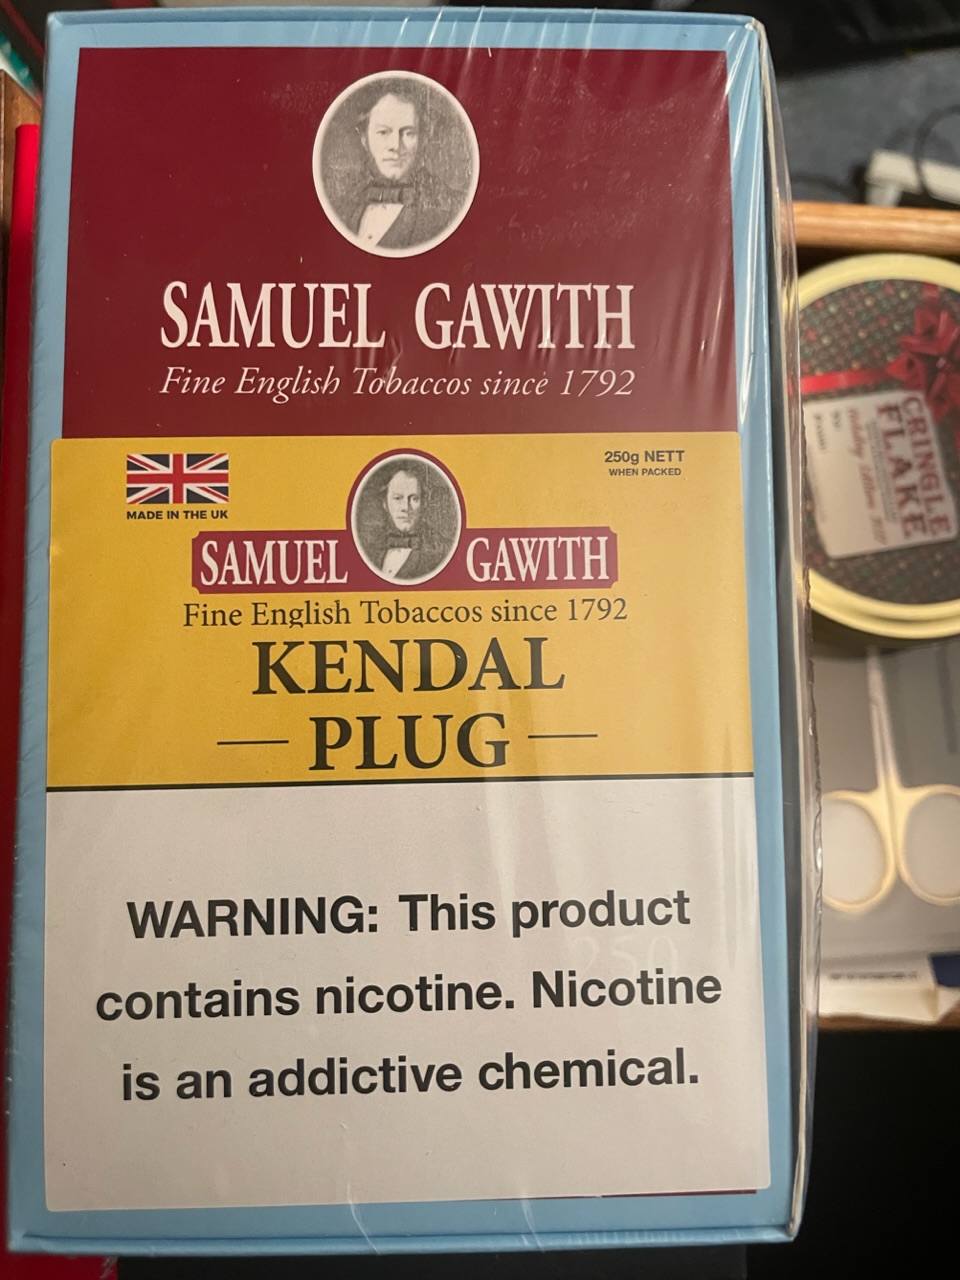 SAMUEL GAWITH
Fine English Tobaccos since 1792
MADE IN THE UK
250g NETT
WHEN PACKED
SAMUEL GAWITH
Fine English Tobaccos since 1792
KENDAL
— PLUG —
WARNING: This product
contains nicotine. Nicotine
is an addictive chemical.
250
CRINGLE
FLAKE